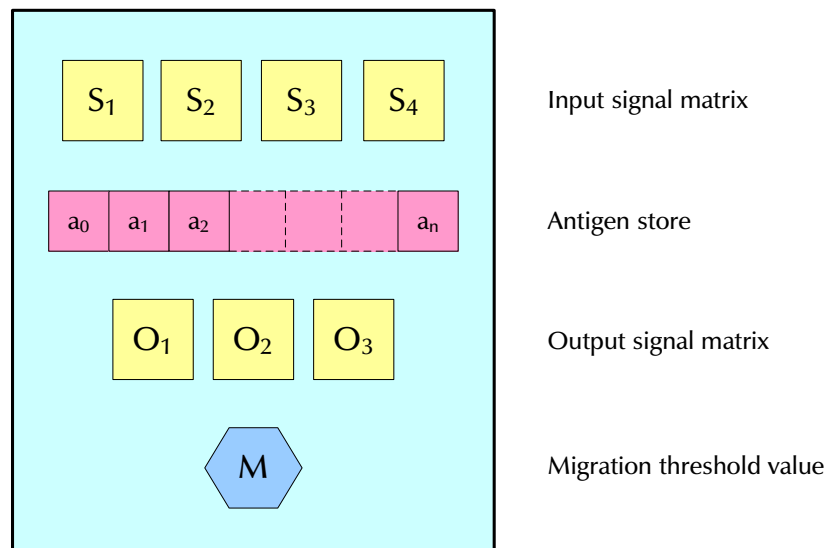 S₁ S₂ S₃ S₄ Input signal matrix
a₀ a₁ a₂ aₙ Antigen store
O₁ O₂ O₃ Output signal matrix
M Migration threshold value